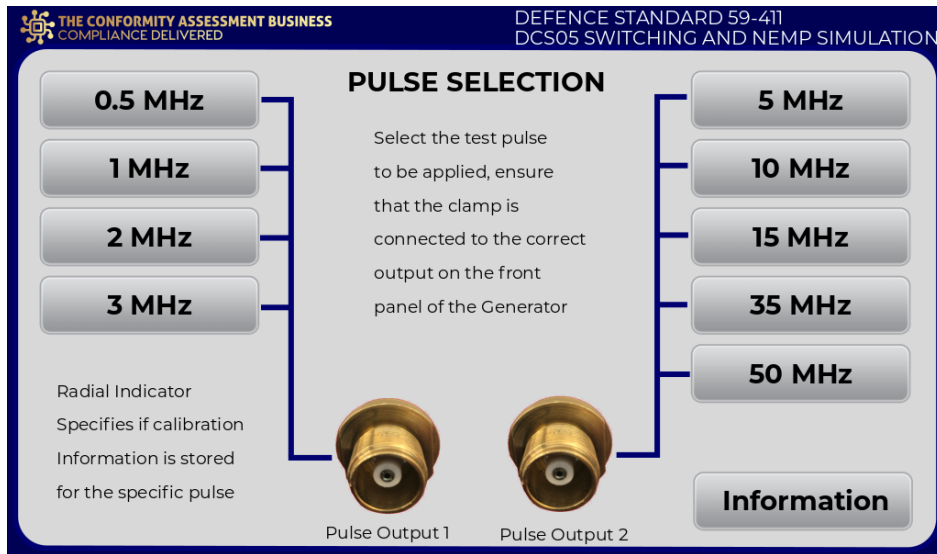 THE CONFORMITY ASSESSMENT BUSINESS
COMPLIANCE DELIVERED
DEFENCE STANDARD 59-411
DCS05 SWITCHING AND NEMP SIMULATION
PULSE SELECTION
0.5 MHz
1 MHz
2 MHz
3 MHz
Select the test pulse
to be applied, ensure
that the clamp is
connected to the correct
output on the front
panel of the Generator
5 MHz
10 MHz
15 MHz
35 MHz
50 MHz
Radial Indicator
Specifies if calibration
Information is stored
for the specific pulse
Pulse Output 1
Pulse Output 2
Information